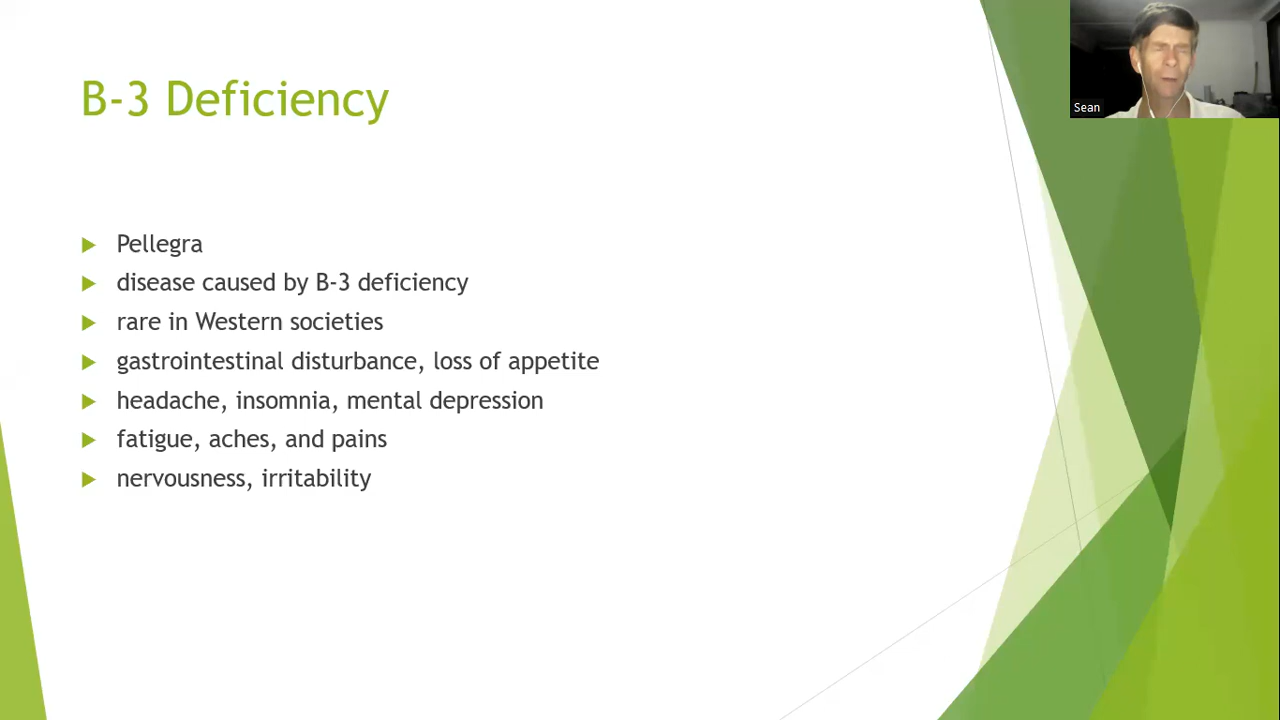 B-3 Deficiency
Pellegra
disease caused by B-3 deficiency
rare in Western societies
gastrointestinal disturbance, loss of appetite
headache, insomnia, mental depression
fatigue, aches, and pains
nervousness, irritability
Sean